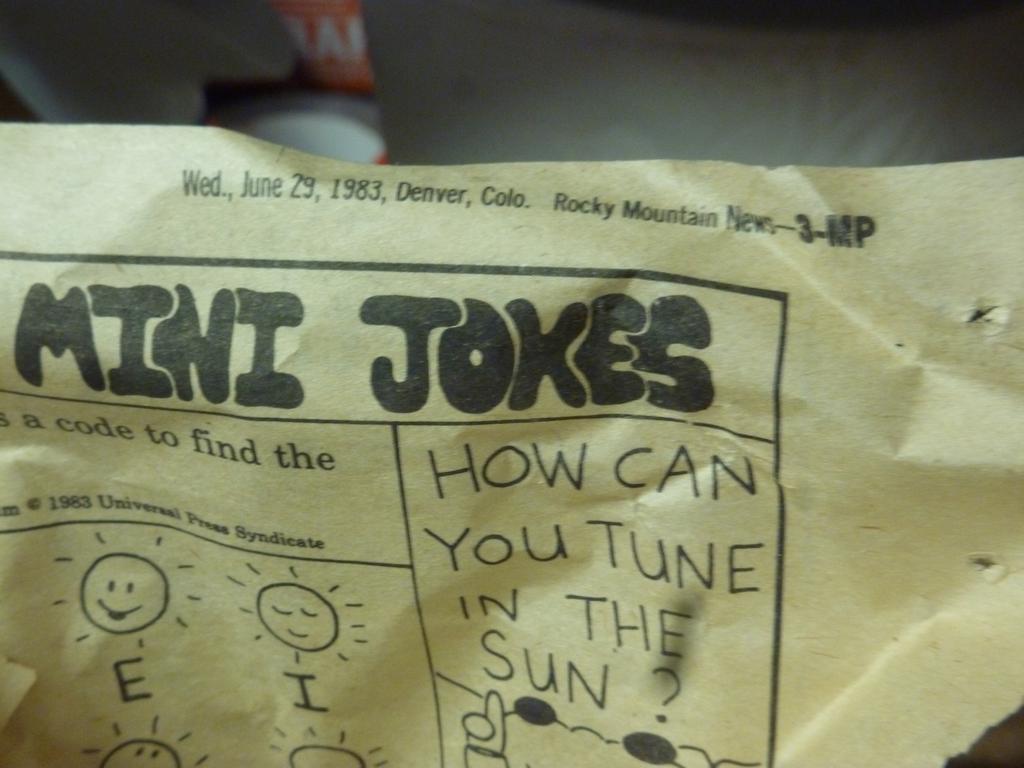 Wed., June 29, 1983, Denver, Colo. Rocky Mountain News—3-MP
MINI JOKES
s a code to find the
m © 1983 Universal Press Syndicate
E
I
HOW CAN
YOU TUNE
IN THE
SUN?